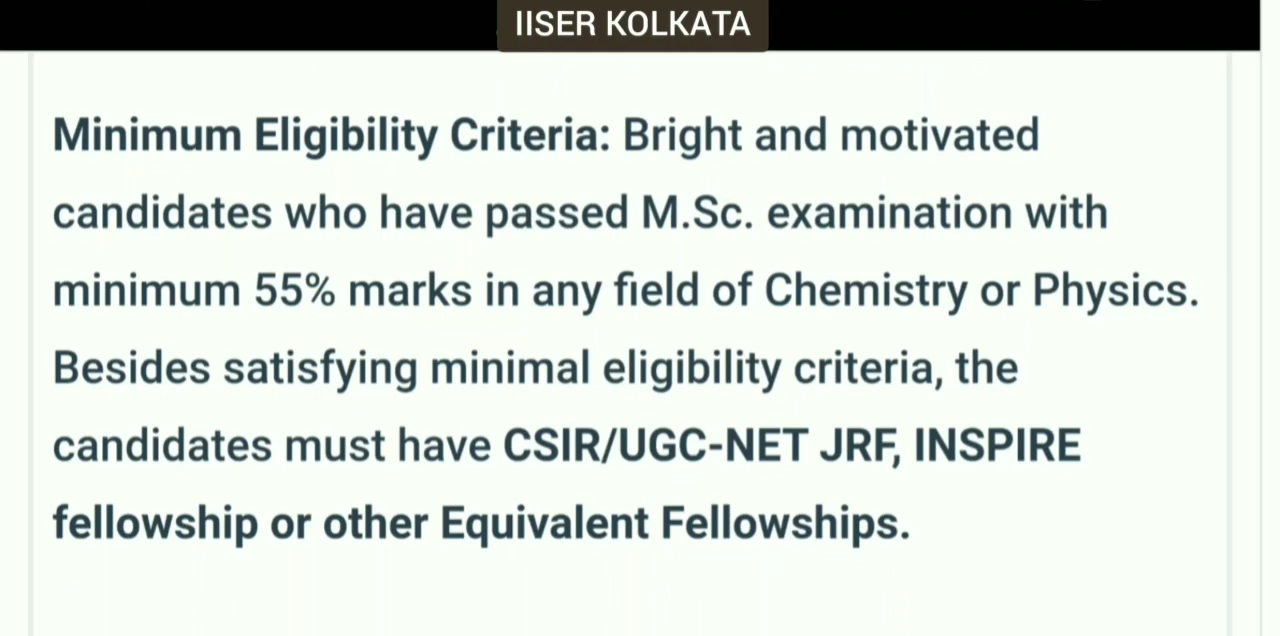 IISER KOLKATA
Minimum Eligibility Criteria: Bright and motivated
candidates who have passed M.Sc. examination with
minimum 55% marks in any field of Chemistry or Physics.
Besides satisfying minimal eligibility criteria, the
candidates must have CSIR/UGC-NET JRF, INSPIRE
fellowship or other Equivalent Fellowships.